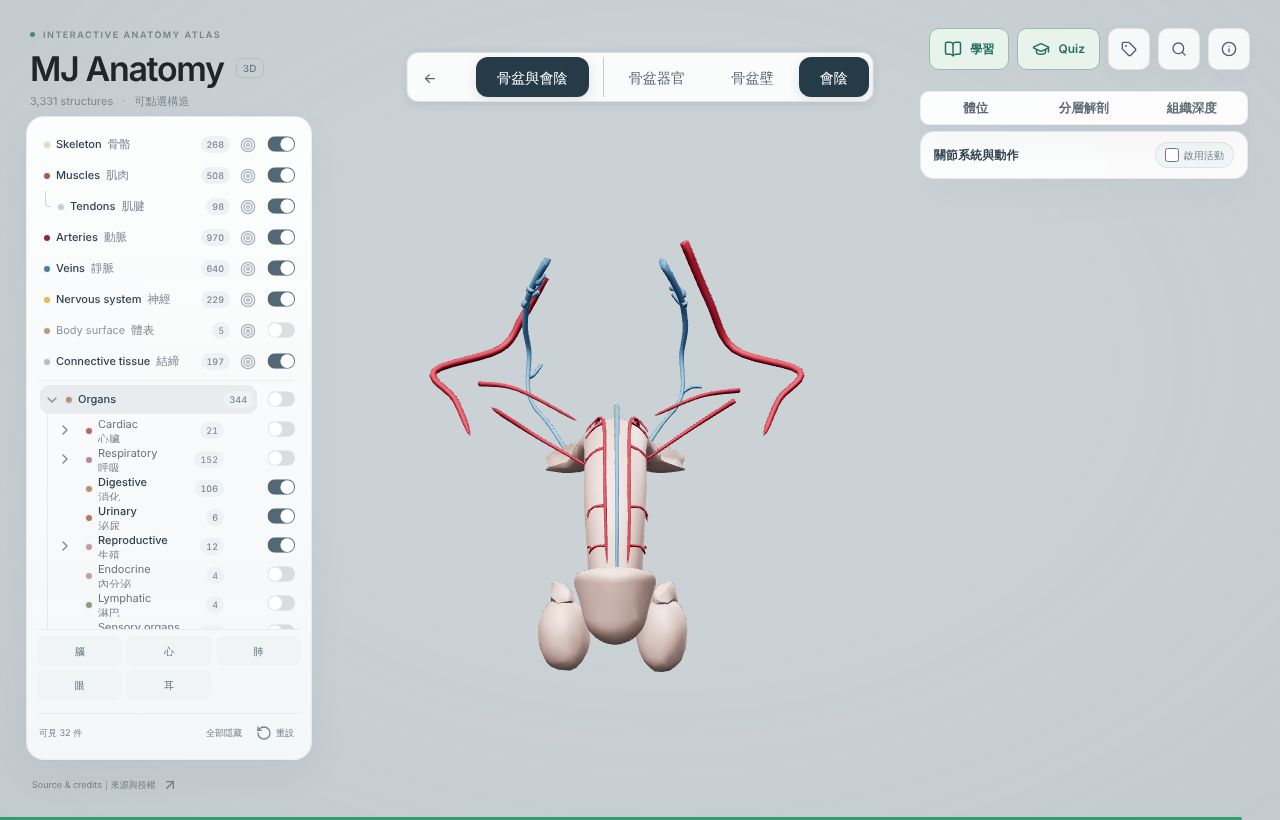 INTERACTIVE ANATOMY ATLAS
MJ Anatomy 3D
3,331 structures · 可點選構造
骨盆與會陰 骨盆器官 骨盆壁 會陰
學習 Quiz
體位 分層解剖 組織深度
關節系統與動作 啟用活動
Skeleton 骨骼 268
Muscles 肌肉 508
Tendons 肌腱 98
Arteries 動脈 970
Veins 靜脈 640
Nervous system 神經 229
Body surface 體表 5
Connective tissue 結締 197
Organs 344
Cardiac 21
心臟
Respiratory 152
呼吸
Digestive 106
消化
Urinary 6
泌尿
Reproductive 12
生殖
Endocrine 4
內分泌
Lymphatic 4
淋巴
Sensory organs
腦 心 肺
眼 耳
可見 32 件 全部隱藏 重設
Source & credits | 來源與授權